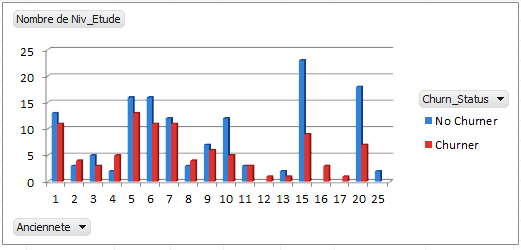 Nombre de Niv_Etude
25
20
15
10
5
0
1 2 3 4 5 6 7 8 9 10 11 12 13 15 16 17 20 25
Churn_Status
No Churner
Churner
Anciennete